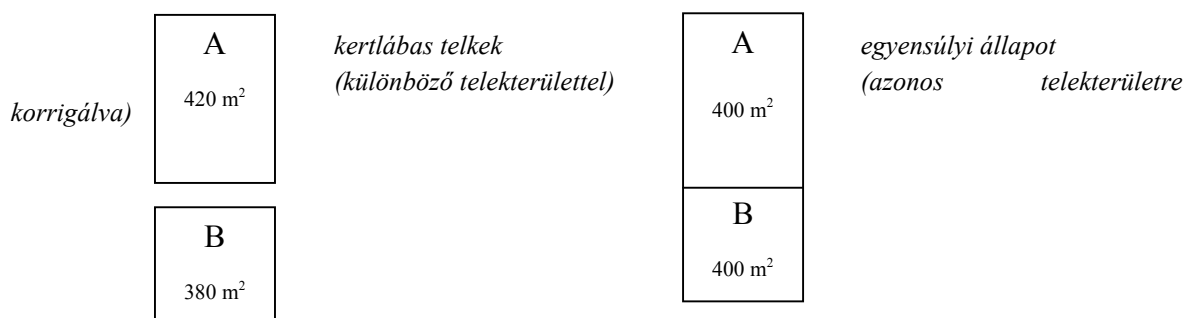 A
420 m²
kertlábas telkek
(különböző telekterülettel)
A
400 m²
egyensúlyi állapot
(azonos telekterületre
korrigálva)
B
380 m²
B
400 m²